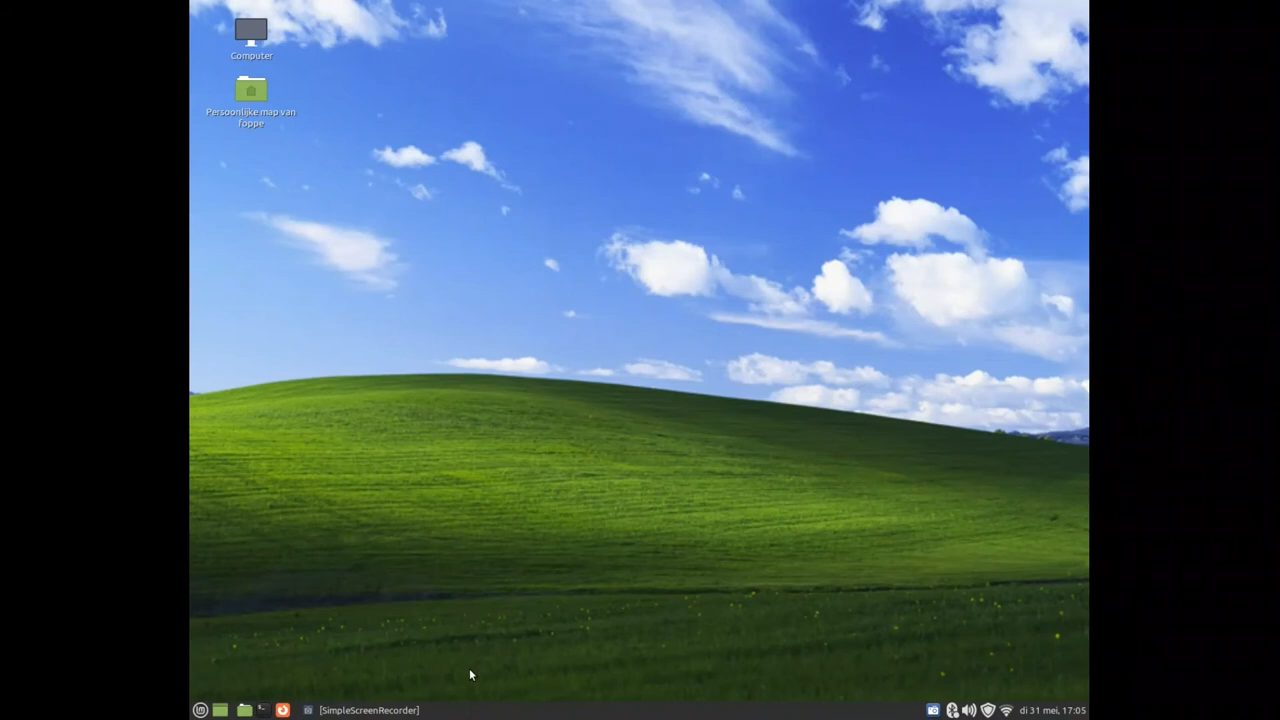 Computer
Persoonlijke map van
foppe
[SimpleScreenRecorder]
di 31 mei, 17:05